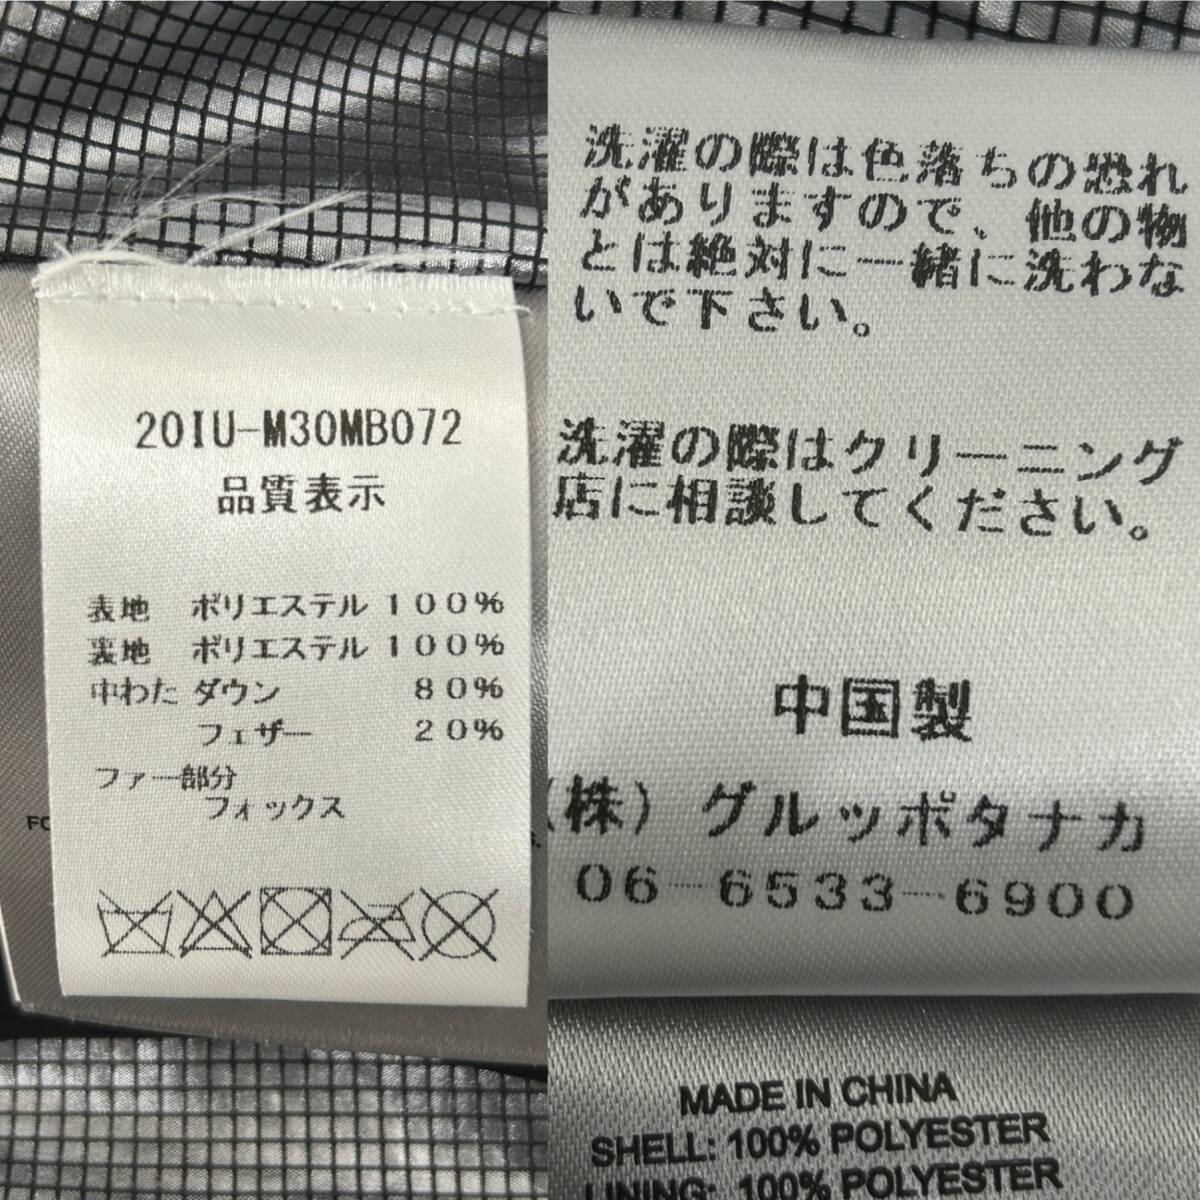 20IU-M30MB072
品質表示
表地 ポリエステル 100%
裏地 ポリエステル 100%
中わた ダウン 80%
フェザー 20%
ファー部分
フォックス
FO
洗濯の際は色落ちの恐れ
がありますので、他の物
とは絶対に一緒に洗わな
いで下さい。
洗濯の際はクリーニング
店に相談してください。
中国製
(株) グルッポタナカ
06-6533-6900
MADE IN CHINA
SHELL: 100% POLYESTER
LINING: 100% POLYESTER